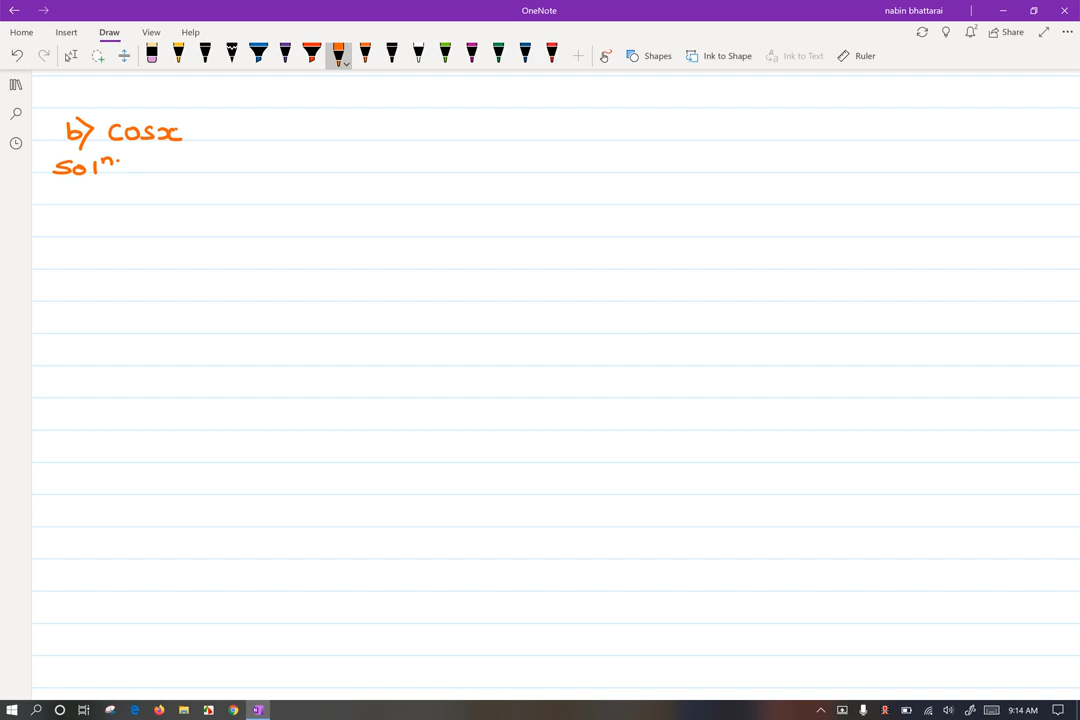 OneNote
nabin bhattarai
Home Insert Draw View Help
Share
Shapes
Ink to Shape
Ink to Text
Ruler
b) cosx
Solⁿ.
9:14 AM